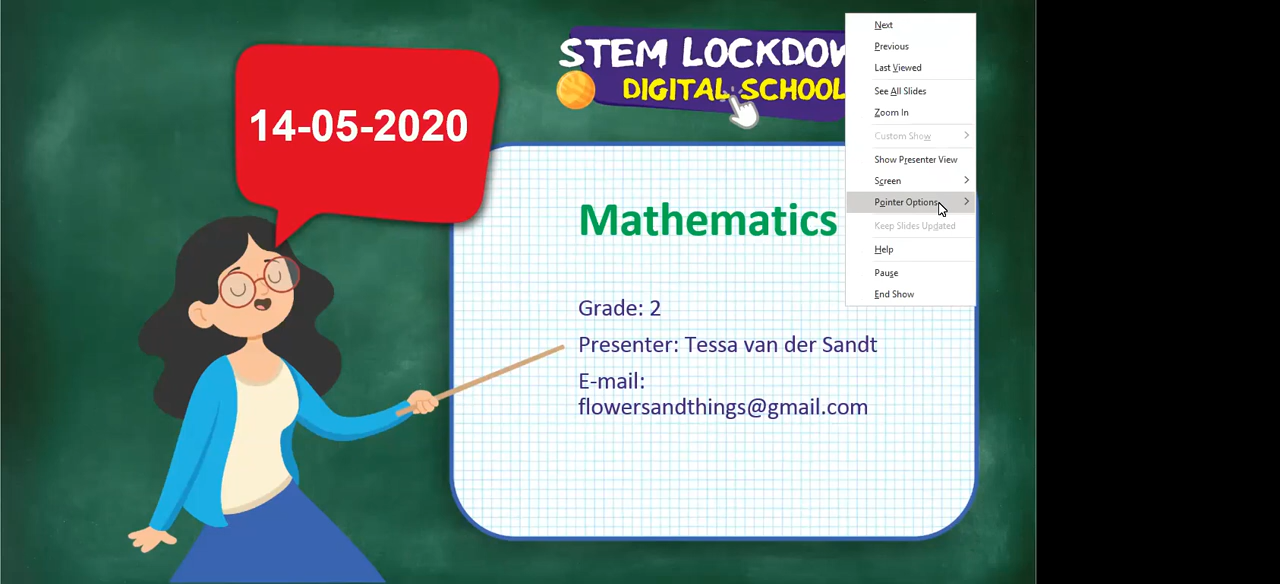 14-05-2020
STEM LOCKDOW
DIGITAL SCHOOL
Mathematics
Grade: 2
Presenter: Tessa van der Sandt
E-mail:
flowersandthings@gmail.com
Next
Previous
Last Viewed
See All Slides
Zoom In
Custom Show
Show Presenter View
Screen
Pointer Options
Keep Slides Updated
Help
Pause
End Show